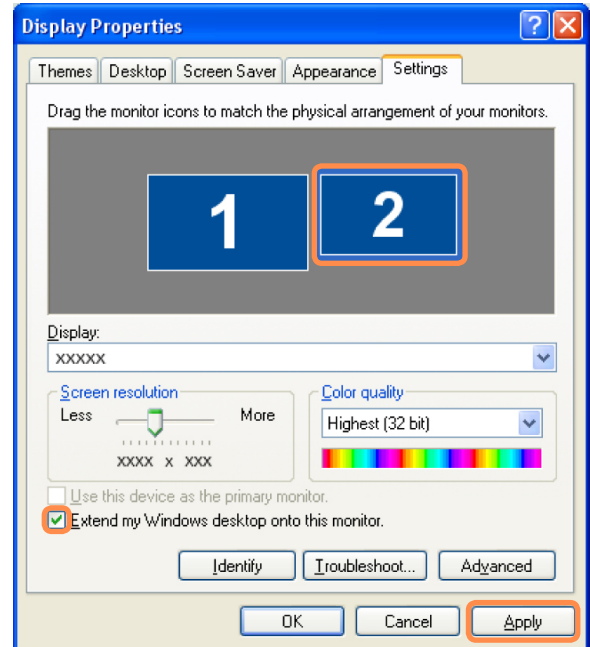 Display Properties
Themes Desktop Screen Saver Appearance Settings
Drag the monitor icons to match the physical arrangement of your monitors.
1 2
Display:
xxxxx
Screen resolution Color quality
Less More Highest (32 bit)
xxxx x xxx
Use this device as the primary monitor.
Extend my Windows desktop onto this monitor.
Identify Troubleshoot... Advanced
OK Cancel Apply